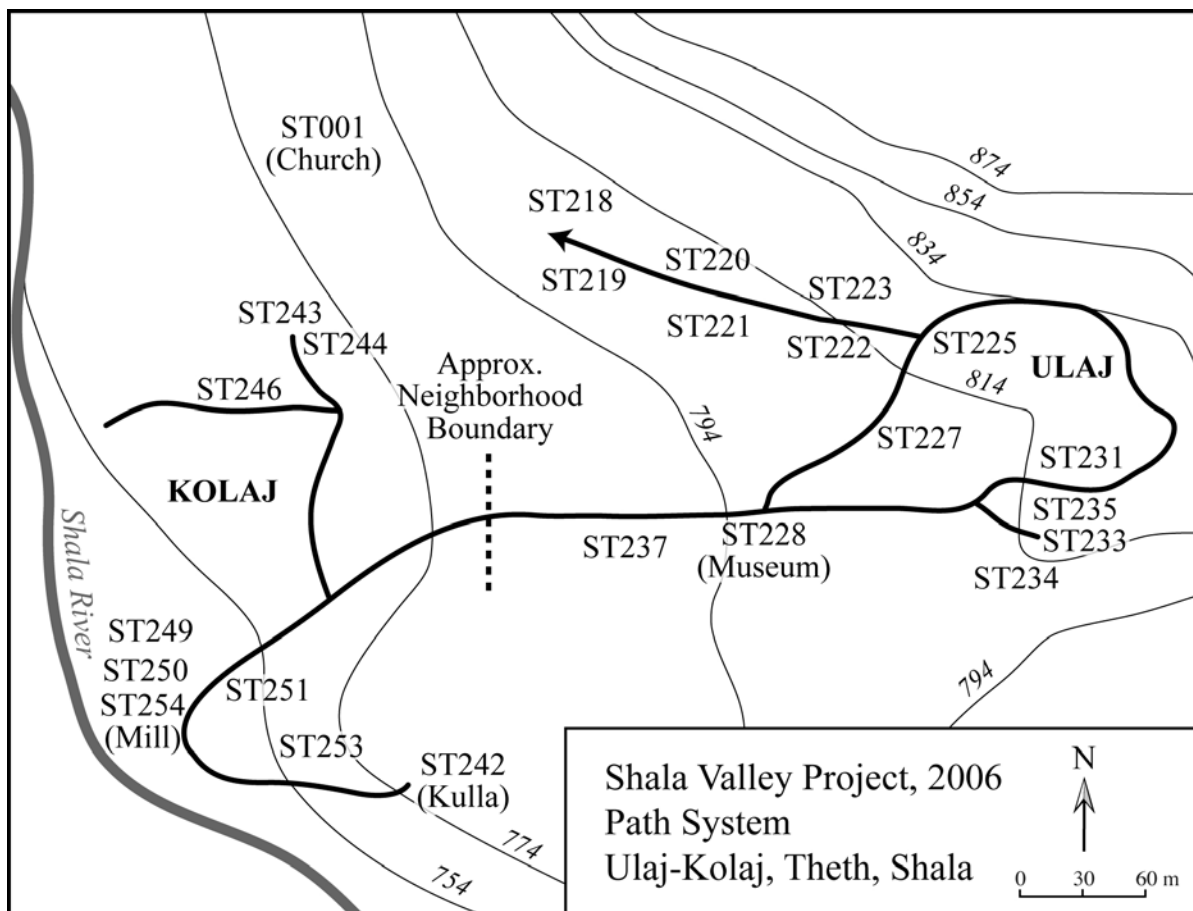 ST001
(Church)
874
854
ST218
834
ST220
ST219
ST223
ST243
ST221
ST222
ST225
ST244
Approx.
Neighborhood
Boundary
ULAJ
814
ST246
794
ST227
ST231
KOLAJ
ST235
ST228
(Museum)
ST237
ST233
ST234
Shala River
ST249
ST250
ST254
(Mill)
ST251
794
ST253
ST242
(Kulla)
774
754
Shala Valley Project, 2006
Path System
Ulaj-Kolaj, Theth, Shala
N
0 30 60 m